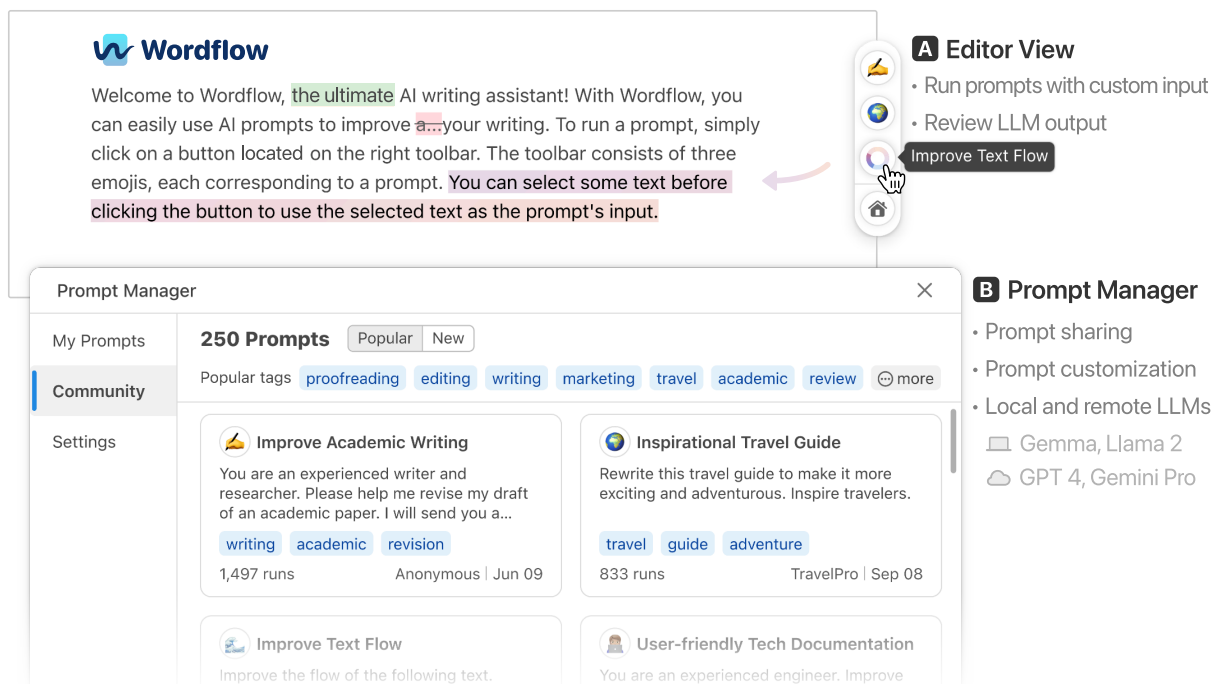 Wordflow
Welcome to Wordflow, the ultimate AI writing assistant! With Wordflow, you
can easily use AI prompts to improve a...your writing. To run a prompt, simply
click on a button located on the right toolbar. The toolbar consists of three
emojis, each corresponding to a prompt. You can select some text before
clicking the button to use the selected text as the prompt's input.
A Editor View
• Run prompts with custom input
• Review LLM output
Improve Text Flow
Prompt Manager
My Prompts
Community
Settings
250 Prompts Popular New
Popular tags proofreading editing writing marketing travel academic review more
Improve Academic Writing
You are an experienced writer and
researcher. Please help me revise my draft
of an academic paper. I will send you a...
writing academic revision
1,497 runs Anonymous | Jun 09
Inspirational Travel Guide
Rewrite this travel guide to make it more
exciting and adventurous. Inspire travelers.
travel guide adventure
833 runs TravelPro | Sep 08
Improve Text Flow
Improve the flow of the following text.
User-friendly Tech Documentation
You are an experienced engineer. Improve
B Prompt Manager
• Prompt sharing
• Prompt customization
• Local and remote LLMs
Gemma, Llama 2
GPT 4, Gemini Pro